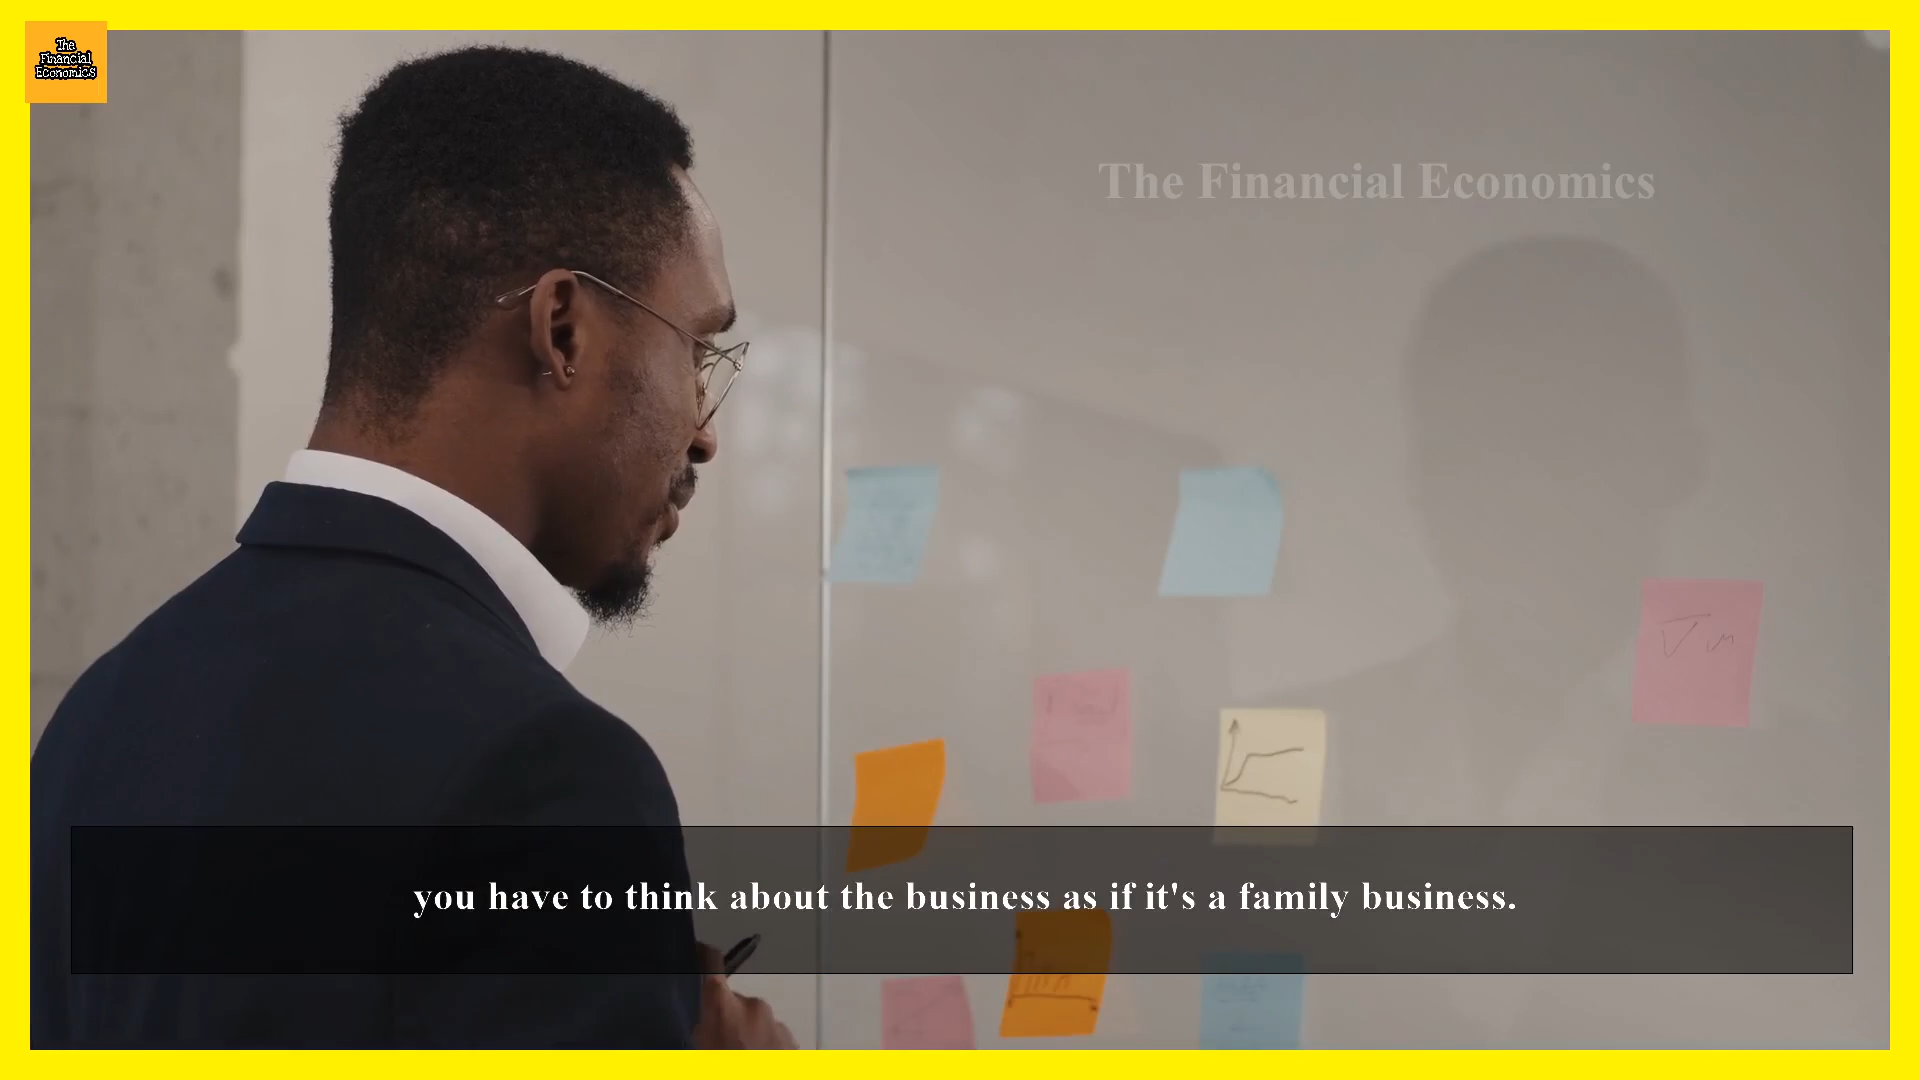 The
Financial
Economics
The Financial Economics
you have to think about the business as if it's a family business.